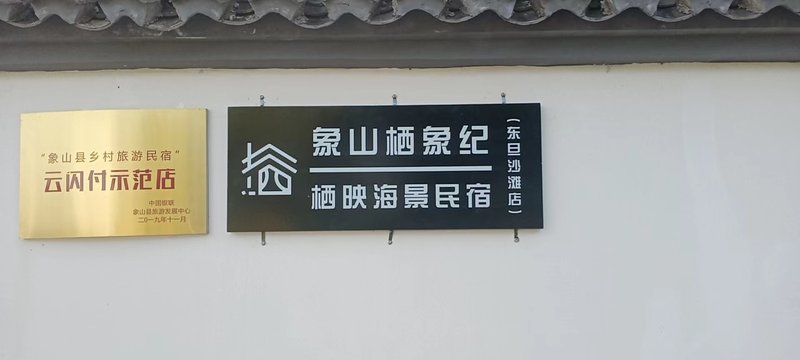 “象山县乡村旅游民宿”
云闪付示范店
中国银联
象山县旅游发展中心
二〇一九年十一月
象山栖象纪
栖映海景民宿
（东旦沙滩店）